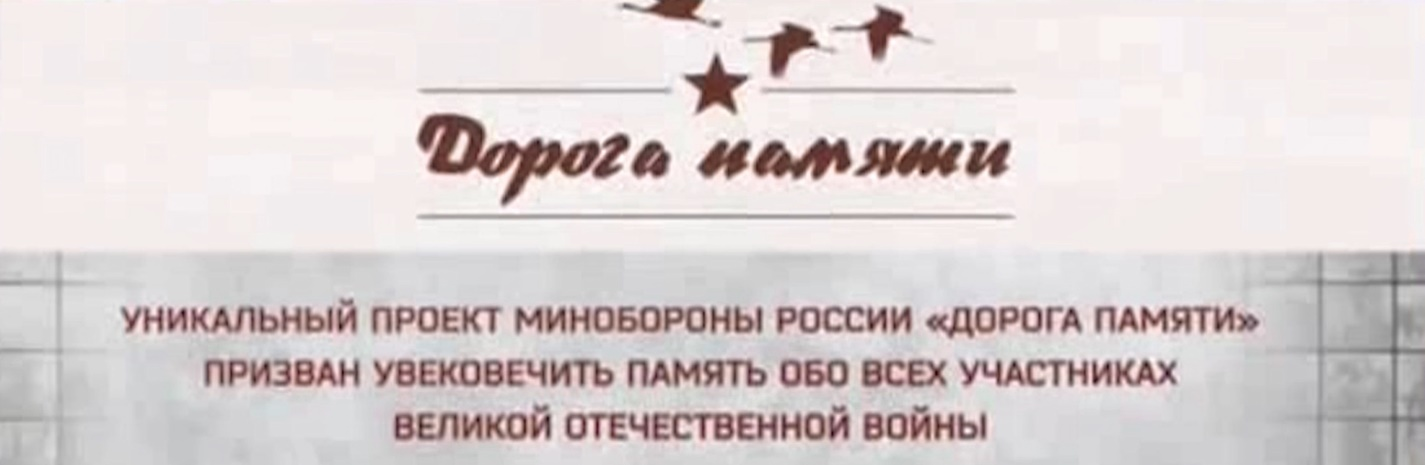 Дорога памяти
УНИКАЛЬНЫЙ ПРОЕКТ МИНОБОРОНЫ РОССИИ «ДОРОГА ПАМЯТИ»
ПРИЗВАН УВЕКОВЕЧИТЬ ПАМЯТЬ ОБО ВСЕХ УЧАСТНИКАХ
ВЕЛИКОЙ ОТЕЧЕСТВЕННОЙ ВОЙНЫ